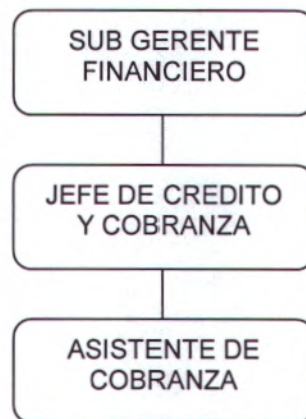 SUB GERENTE
FINANCIERO
JEFE DE CREDITO
Y COBRANZA
ASISTENTE DE
COBRANZA